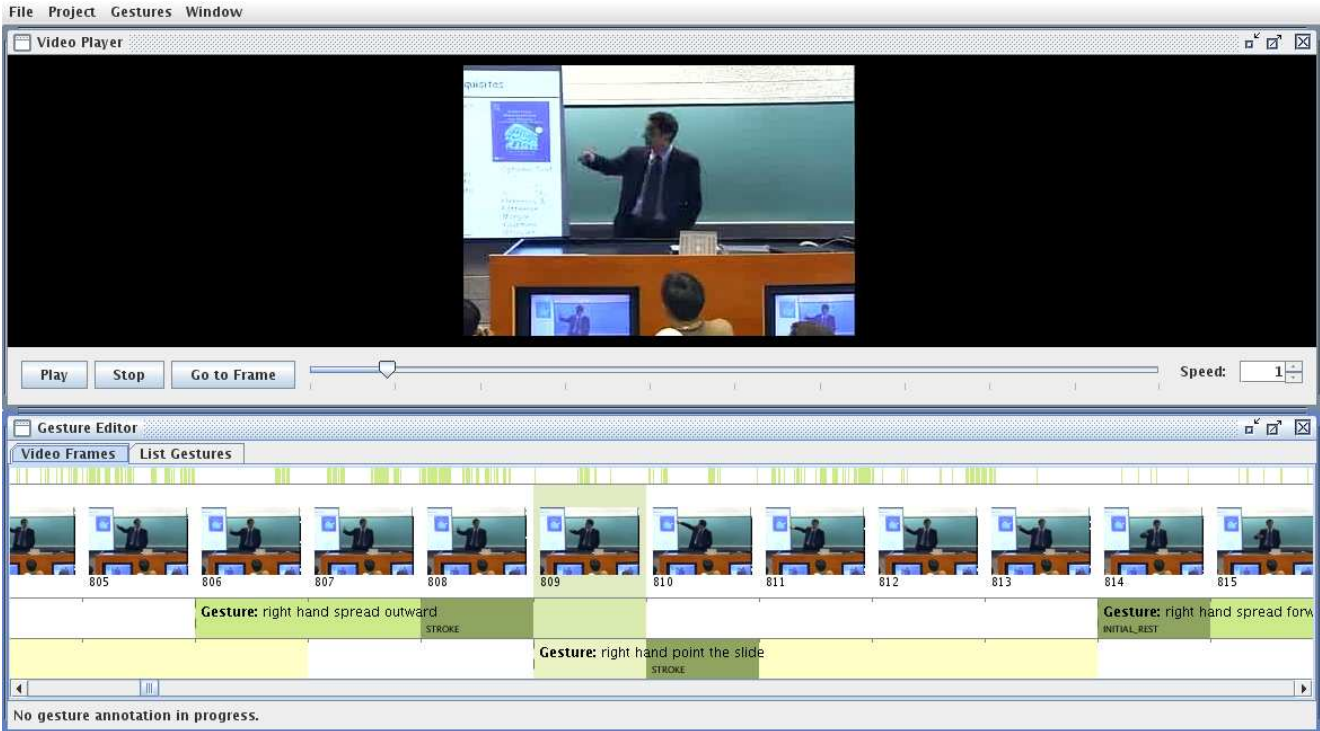 File Project Gestures Window
Video Player
quisites
Play Stop Go to Frame Speed: 1
Gesture Editor
Video Frames List Gestures
805 806 807 808 809 810 811 812 813 814 815
Gesture: right hand spread outward Gesture: right hand spread forw
STROKE INITIAL_REST
Gesture: right hand point the slide
STROKE
No gesture annotation in progress.